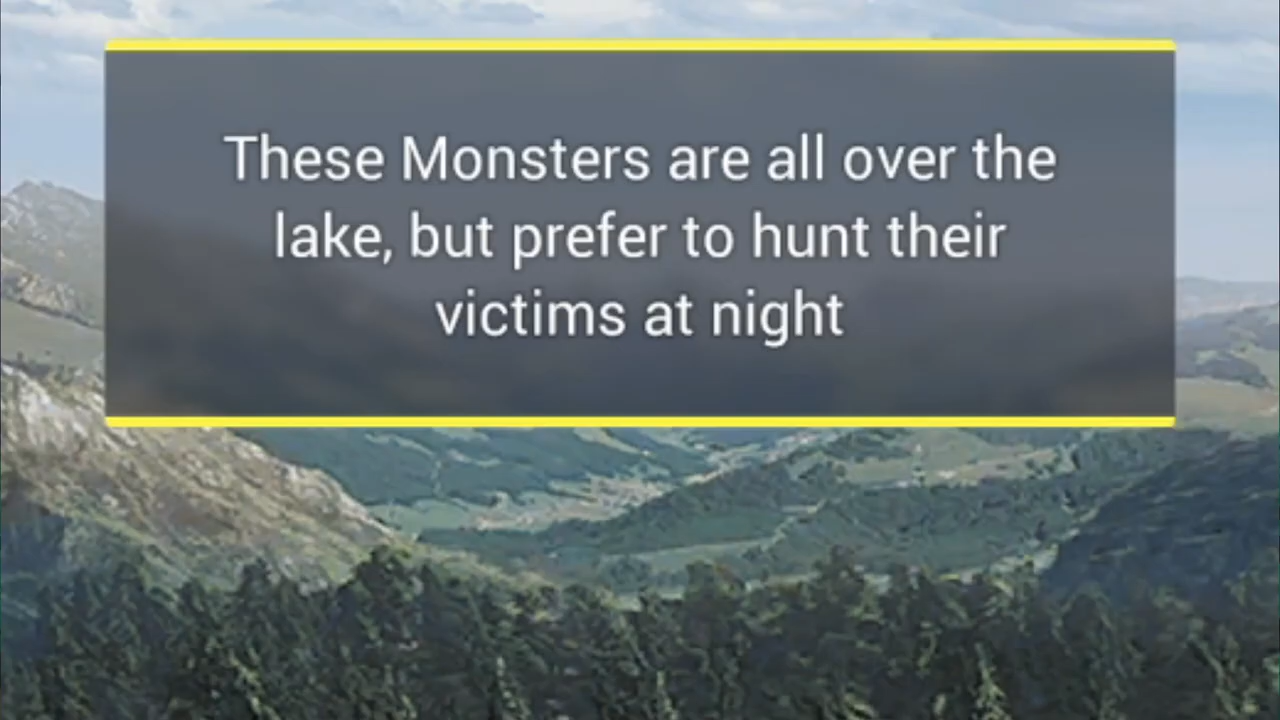 These Monsters are all over the
lake, but prefer to hunt their
victims at night